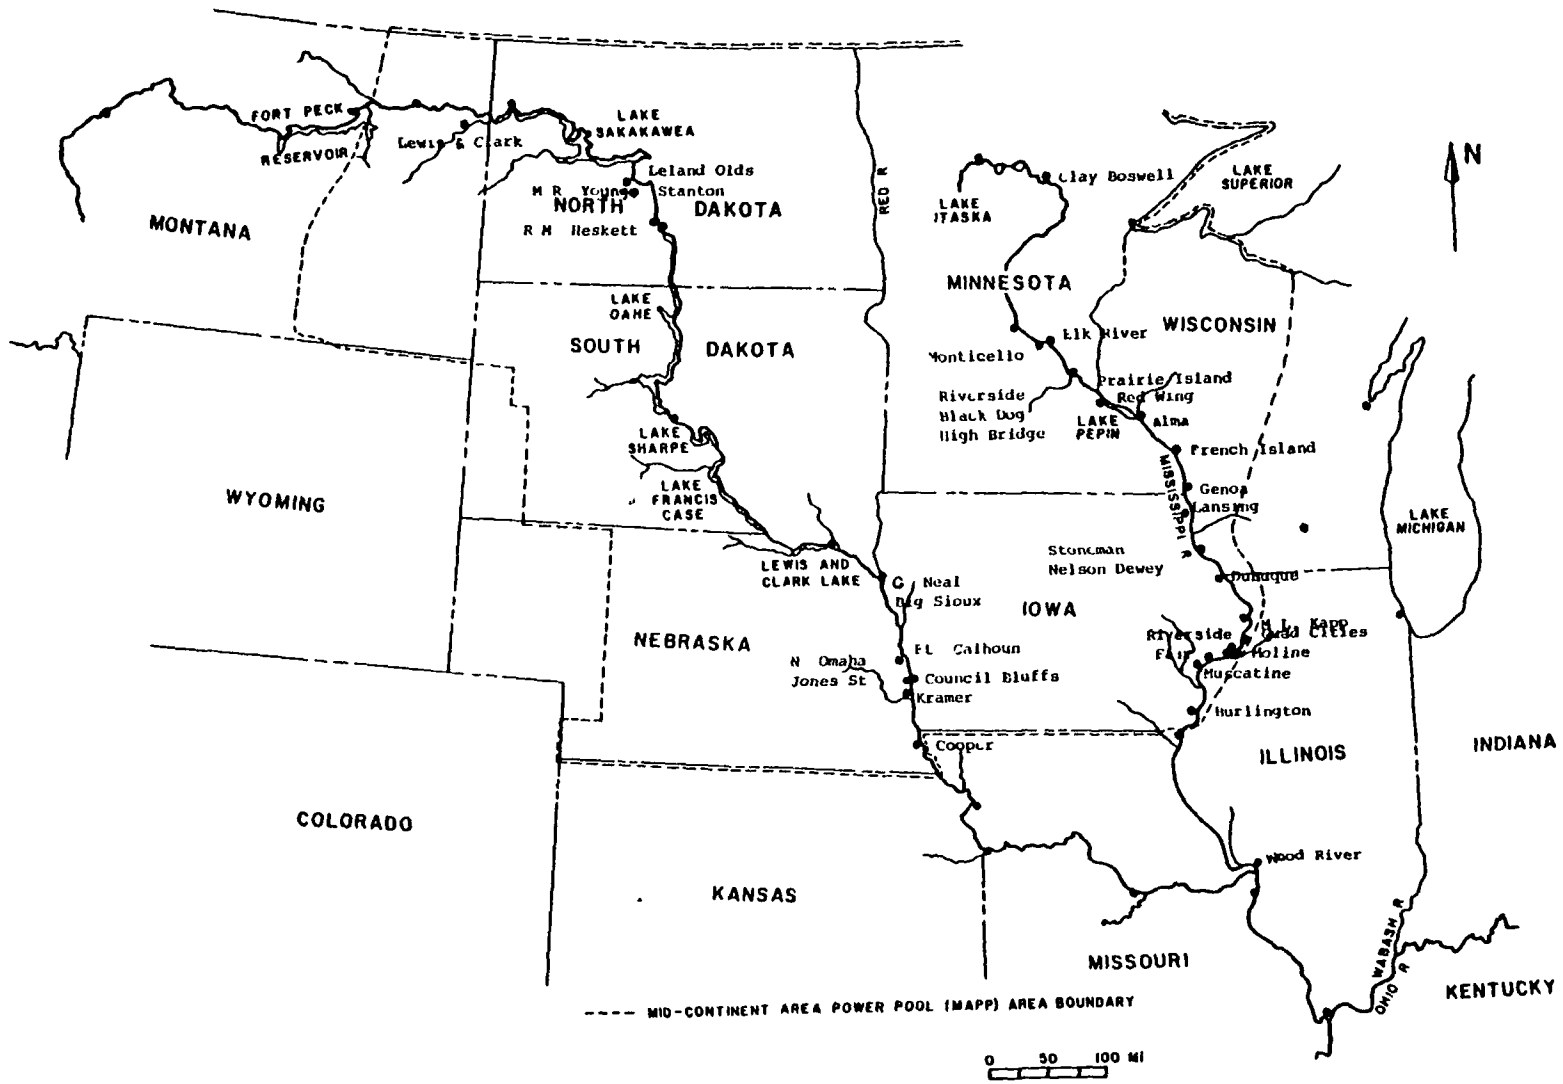 N
FORT PECK
RESERVOIR
Lewis & Clark
LAKE
SAKAKAWEA
Leland Olds
M R Young Stanton
NORTH DAKOTA
R M Heskett
MONTANA
RED R
LAKE
ITASKA
Clay Boswell
LAKE
SUPERIOR
MINNESOTA
WISCONSIN
LAKE
OAHE
SOUTH DAKOTA
Elk River
Monticello
Prairie Island
Riverside
Red Wing
Black Dog
High Bridge
LAKE
PEPIN
Alma
French Island
MISSISSIPPI R
Genoa
Lansing
LAKE
SHARPE
LAKE
FRANCIS
CASE
WYOMING
LAKE
MICHIGAN
Stoneman
Nelson Dewey
Dubuque
LEWIS AND
CLARK LAKE
G Neal
Big Sioux
IOWA
NEBRASKA
M L Kapp
Riverside Quad Cities
Fair Moline
Muscatine
Ft Calhoun
N Omaha
Jones St
Council Bluffs
Kramer
Burlington
Cooper
ILLINOIS
INDIANA
COLORADO
KANSAS
Wood River
MISSOURI
WABASH R
OHIO R
KENTUCKY
---- MID-CONTINENT AREA POWER POOL (MAPP) AREA BOUNDARY
0 50 100 MI